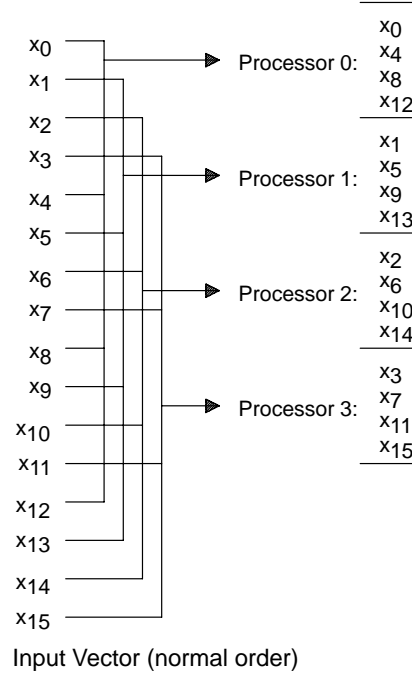 x0
x1
x2
x3
x4
x5
x6
x7
x8
x9
x10
x11
x12
x13
x14
x15
Input Vector (normal order)
Processor 0:
x0
x4
x8
x12
Processor 1:
x1
x5
x9
x13
Processor 2:
x2
x6
x10
x14
Processor 3:
x3
x7
x11
x15